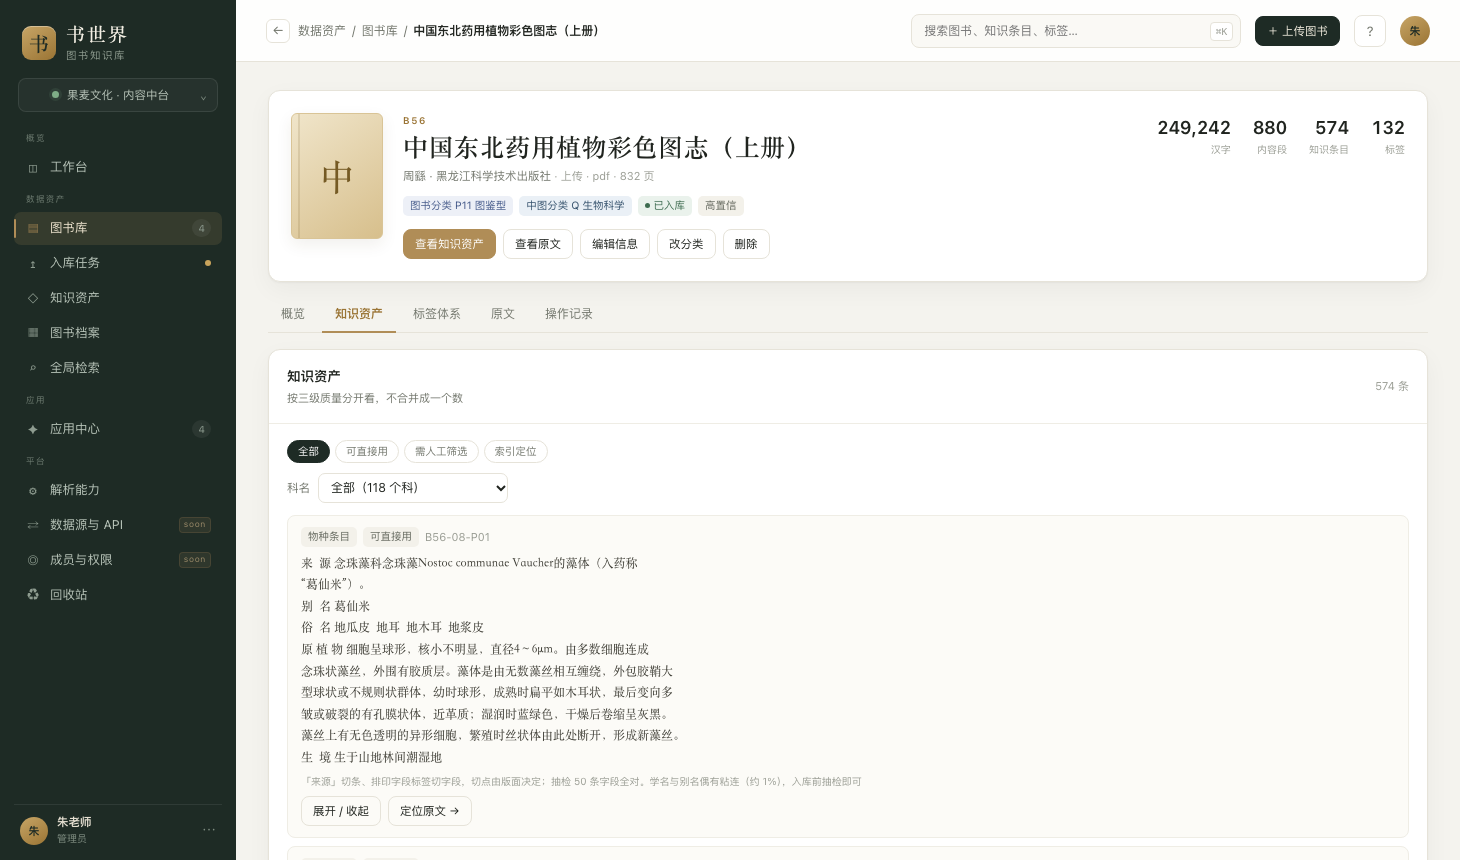 书
书世界
图书知识库
果麦文化 · 内容中台
概览
工作台
数据资产
图书库 4
入库任务
知识资产
图书档案
全局检索
应用
应用中心 4
平台
解析能力
数据源与 API soon
成员与权限 soon
回收站
朱
朱老师
管理员
数据资产 / 图书库 / 中国东北药用植物彩色图志（上册）
搜索图书、知识条目、标签... ⌘K
+ 上传图书
?
朱
中
B56
中国东北药用植物彩色图志（上册）
周繇 · 黑龙江科学技术出版社 · 上传 · pdf · 832 页
图书分类 P11 图鉴型 中图分类 Q 生物科学 已入库 高置信
查看知识资产 查看原文 编辑信息 改分类 删除
249,242 880 574 132
汉字 内容段 知识条目 标签
概览 知识资产 标签体系 原文 操作记录
知识资产
按三级质量分开看，不合并成一个数
574 条
全部 可直接用 需人工筛选 索引定位
科名 全部（118 个科）
物种条目 可直接用 B56-08-P01
来 源 念珠藻科念珠藻Nostoc communae Vaucher的藻体（入药称
“葛仙米”）。
别 名 葛仙米
俗 名 地瓜皮 地耳 地木耳 地浆皮
原 植 物 细胞呈球形，核小不明显，直径4～6μm。由多数细胞连成
念珠状藻丝，外围有胶质层。藻体是由无数藻丝相互缠绕，外包胶鞘大
型球状或不规则状群体，幼时球形，成熟时扁平如木耳状，最后变向多
皱或破裂的有孔膜状体，近革质；湿润时蓝绿色，干燥后卷缩呈灰黑。
藻丝上有无色透明的异形细胞，繁殖时丝状体由此处断开，形成新藻丝。
生 境 生于山地林间潮湿地
「来源」切条、排印字段标签切字段，切点由版面决定；抽检 50 条字段全对。学名与别名偶有粘连（约 1%），入库前抽检即可
展开 / 收起 定位原文 →